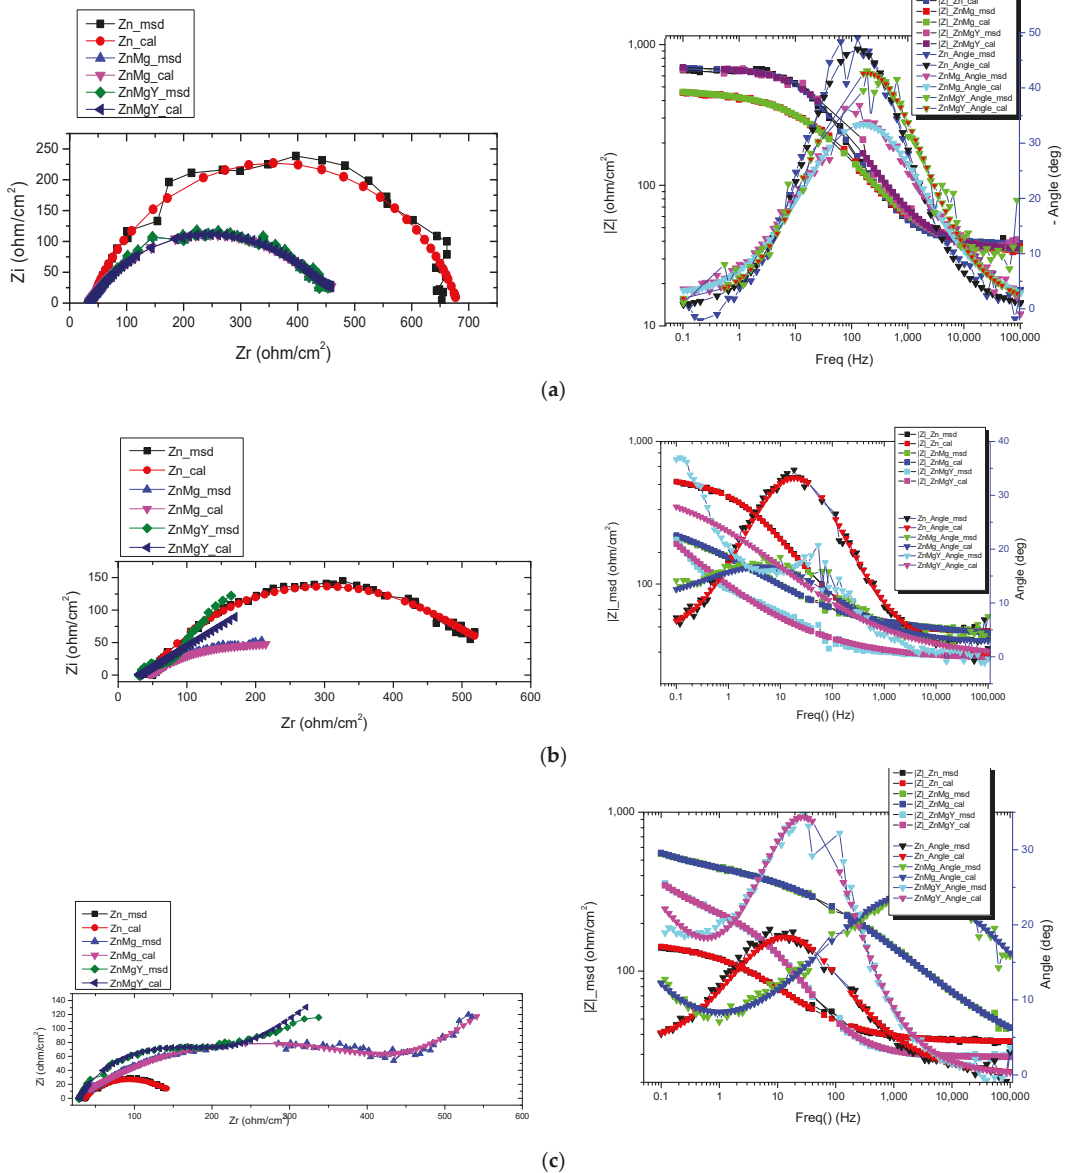 Zn_msd
Zn_cal
ZnMg_msd
ZnMg_cal
ZnMgY_msd
ZnMgY_cal
250
200
150
100
50
0
0 100 200 300 400 500 600 700
Zi (ohm/cm²)
Zr (ohm/cm²)
|Z|_Zn_cal
|Z|_ZnMg_msd
|Z|_ZnMg_cal
|Z|_ZnMgY_msd
|Z|_ZnMgY_cal
Zn_Angle_msd
Zn_Angle_cal
ZnMg_Angle_msd
ZnMg_Angle_cal
ZnMgY_Angle_msd
ZnMgY_Angle_cal
1,000
100
10
|Z| (ohm/cm²)
0.1 1 10 100 1,000 10,000 100,000
Freq (Hz)
50
40
30
20
10
0
- Angle (deg)
(a)
Zn_msd
Zn_cal
ZnMg_msd
ZnMg_cal
ZnMgY_msd
ZnMgY_cal
150
100
50
0
0 100 200 300 400 500 600
Zi (ohm/cm²)
Zr (ohm/cm²)
|Z|_Zn_msd
|Z|_Zn_cal
|Z|_ZnMg_msd
|Z|_ZnMg_cal
|Z|_ZnMgY_msd
|Z|_ZnMgY_cal
Zn_Angle_msd
Zn_Angle_cal
ZnMg_Angle_msd
ZnMg_Angle_cal
ZnMgY_Angle_msd
ZnMgY_Angle_cal
1,000
100
|Z|_msd (ohm/cm²)
0.1 1 10 100 1,000 10,000 100,000
Freq() (Hz)
40
30
20
10
0
Angle (deg)
(b)
Zn_msd
Zn_cal
ZnMg_msd
ZnMg_cal
ZnMgY_msd
ZnMgY_cal
140
120
100
80
60
40
20
0
100 200 300 400 500 600
Zi (ohm/cm²)
Zr (ohm/cm²)
|Z|_Zn_msd
|Z|_Zn_cal
|Z|_ZnMg_msd
|Z|_ZnMg_cal
|Z|_ZnMgY_msd
|Z|_ZnMgY_cal
Zn_Angle_msd
Zn_Angle_cal
ZnMg_Angle_msd
ZnMg_Angle_cal
ZnMgY_Angle_msd
ZnMgY_Angle_cal
1,000
100
|Z|_msd (ohm/cm²)
0.1 1 10 100 1,000 10,000 100,000
Freq() (Hz)
30
20
10
0
Angle (deg)
(c)